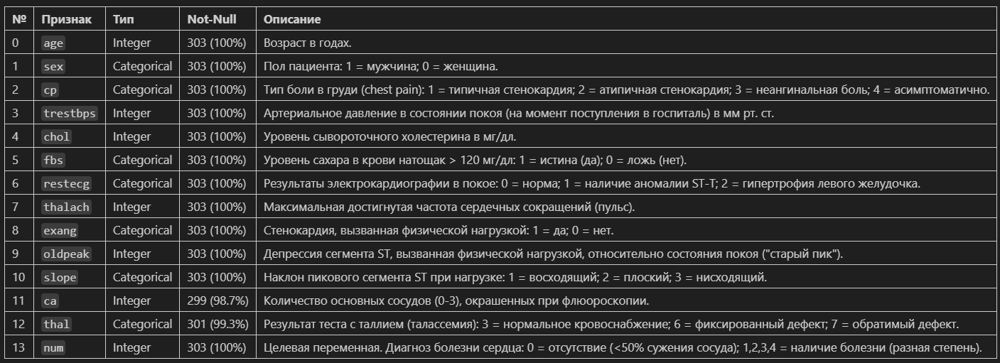 № Признак Тип Not-Null Описание
0 age Integer 303 (100%) Возраст в годах.
1 sex Categorical 303 (100%) Пол пациента: 1 = мужчина; 0 = женщина.
2 cp Categorical 303 (100%) Тип боли в груди (chest pain): 1 = типичная стенокардия; 2 = атипичная стенокардия; 3 = неангинальная боль; 4 = асимптоматично.
3 trestbps Integer 303 (100%) Артериальное давление в состоянии покоя (на момент поступления в госпиталь) в мм рт. ст.
4 chol Integer 303 (100%) Уровень сывороточного холестерина в мг/дл.
5 fbs Categorical 303 (100%) Уровень сахара в крови натощак > 120 мг/дл: 1 = истина (да); 0 = ложь (нет).
6 restecg Categorical 303 (100%) Результаты электрокардиографии в покое: 0 = норма; 1 = наличие аномалии ST-T; 2 = гипертрофия левого желудочка.
7 thalach Integer 303 (100%) Максимальная достигнутая частота сердечных сокращений (пульс).
8 exang Categorical 303 (100%) Стенокардия, вызванная физической нагрузкой: 1 = да; 0 = нет.
9 oldpeak Integer 303 (100%) Депрессия сегмента ST, вызванная физической нагрузкой, относительно состояния покоя ("старый пик").
10 slope Categorical 303 (100%) Наклон пикового сегмента ST при нагрузке: 1 = восходящий; 2 = плоский; 3 = нисходящий.
11 ca Integer 299 (98.7%) Количество основных сосудов (0-3), окрашенных при флюороскопии.
12 thal Categorical 301 (99.3%) Результат теста с таллием (талассемия): 3 = нормальное кровоснабжение; 6 = фиксированный дефект; 7 = обратимый дефект.
13 num Integer 303 (100%) Целевая переменная. Диагноз болезни сердца: 0 = отсутствие (<50% сужения сосуда); 1,2,3,4 = наличие болезни (разная степень).